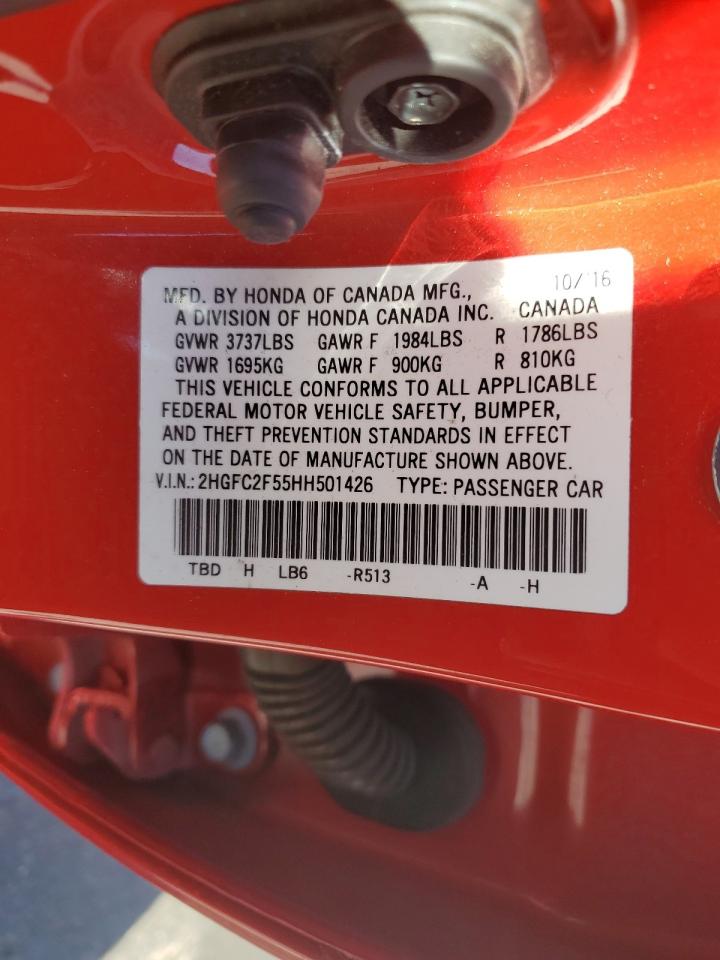 MFD. BY HONDA OF CANADA MFG., 10/'16
A DIVISION OF HONDA CANADA INC. CANADA
GVWR 3737LBS GAWR F 1984LBS R 1786LBS
GVWR 1695KG GAWR F 900KG R 810KG
THIS VEHICLE CONFORMS TO ALL APPLICABLE
FEDERAL MOTOR VEHICLE SAFETY, BUMPER,
AND THEFT PREVENTION STANDARDS IN EFFECT
ON THE DATE OF MANUFACTURE SHOWN ABOVE.
V.I.N.: 2HGFC2F55HH501426 TYPE: PASSENGER CAR
TBD H LB6 -R513 -A -H